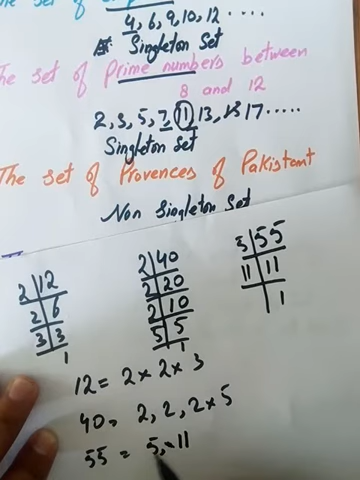 4, 6, 9, 10, 12 .....
Singleton Set
The set of Prime numbers between
8 and 12
2, 3, 5, 7, 11, 13, 15 17 .....
Singleton Set
The set of Provences of Pakistant
Non Singleton Set
2 | 12
2 | 6
3 | 3
1
2 | 40
2 | 20
2 | 10
5 | 5
1
5 | 55
11 | 11
1
12 = 2 × 2 × 3
40 = 2, 2, 2 × 5
55 = 5, 11